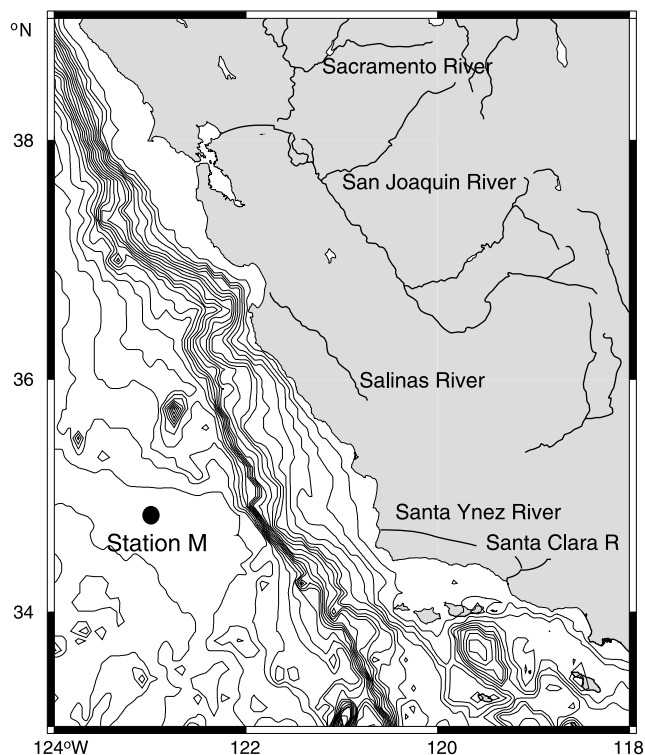 °N
Sacramento River
38
San Joaquin River
36
Salinas River
Santa Ynez River
Station M
Santa Clara R
34
124°W
122
120
118